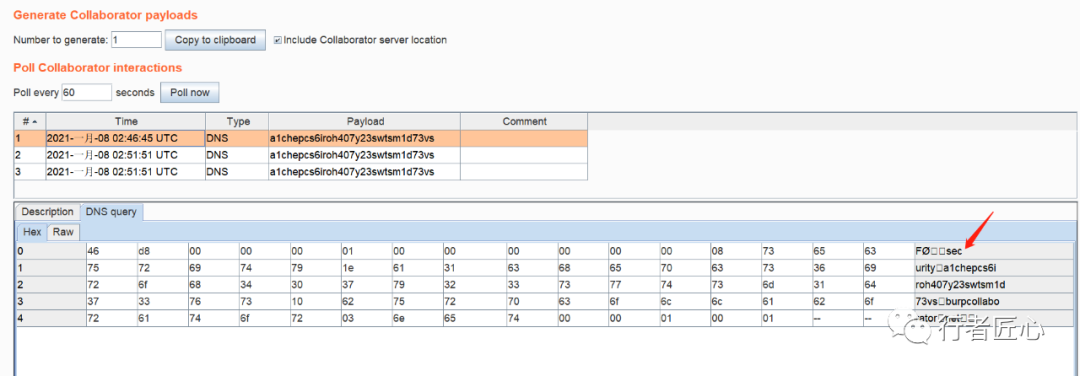 Generate Collaborator payloads
Number to generate: 1 Copy to clipboard Include Collaborator server location
Poll Collaborator interactions
Poll every 60 seconds Poll now
# Time Type Payload Comment
1 2021-一月-08 02:46:45 UTC DNS a1chepcs6iroh407y23swtsm1d73vs
2 2021-一月-08 02:51:51 UTC DNS a1chepcs6iroh407y23swtsm1d73vs
3 2021-一月-08 02:51:51 UTC DNS a1chepcs6iroh407y23swtsm1d73vs
Description DNS query
Hex Raw
0 46 d8 00 00 00 01 00 00 00 00 00 00 08 73 65 63 FØ□□sec
1 75 72 69 74 79 1e 61 31 63 68 65 70 63 73 36 69 urity□a1chepcs6i
2 72 6f 68 34 30 37 79 32 33 73 77 74 73 6d 31 64 roh407y23swtsm1d
3 37 33 76 73 10 62 75 72 70 63 6f 6c 6c 61 62 6f 73vs□burpcollabo
4 72 61 74 6f 72 03 6e 65 74 00 00 01 00 01 -- -- rator□net□□
行者匠心